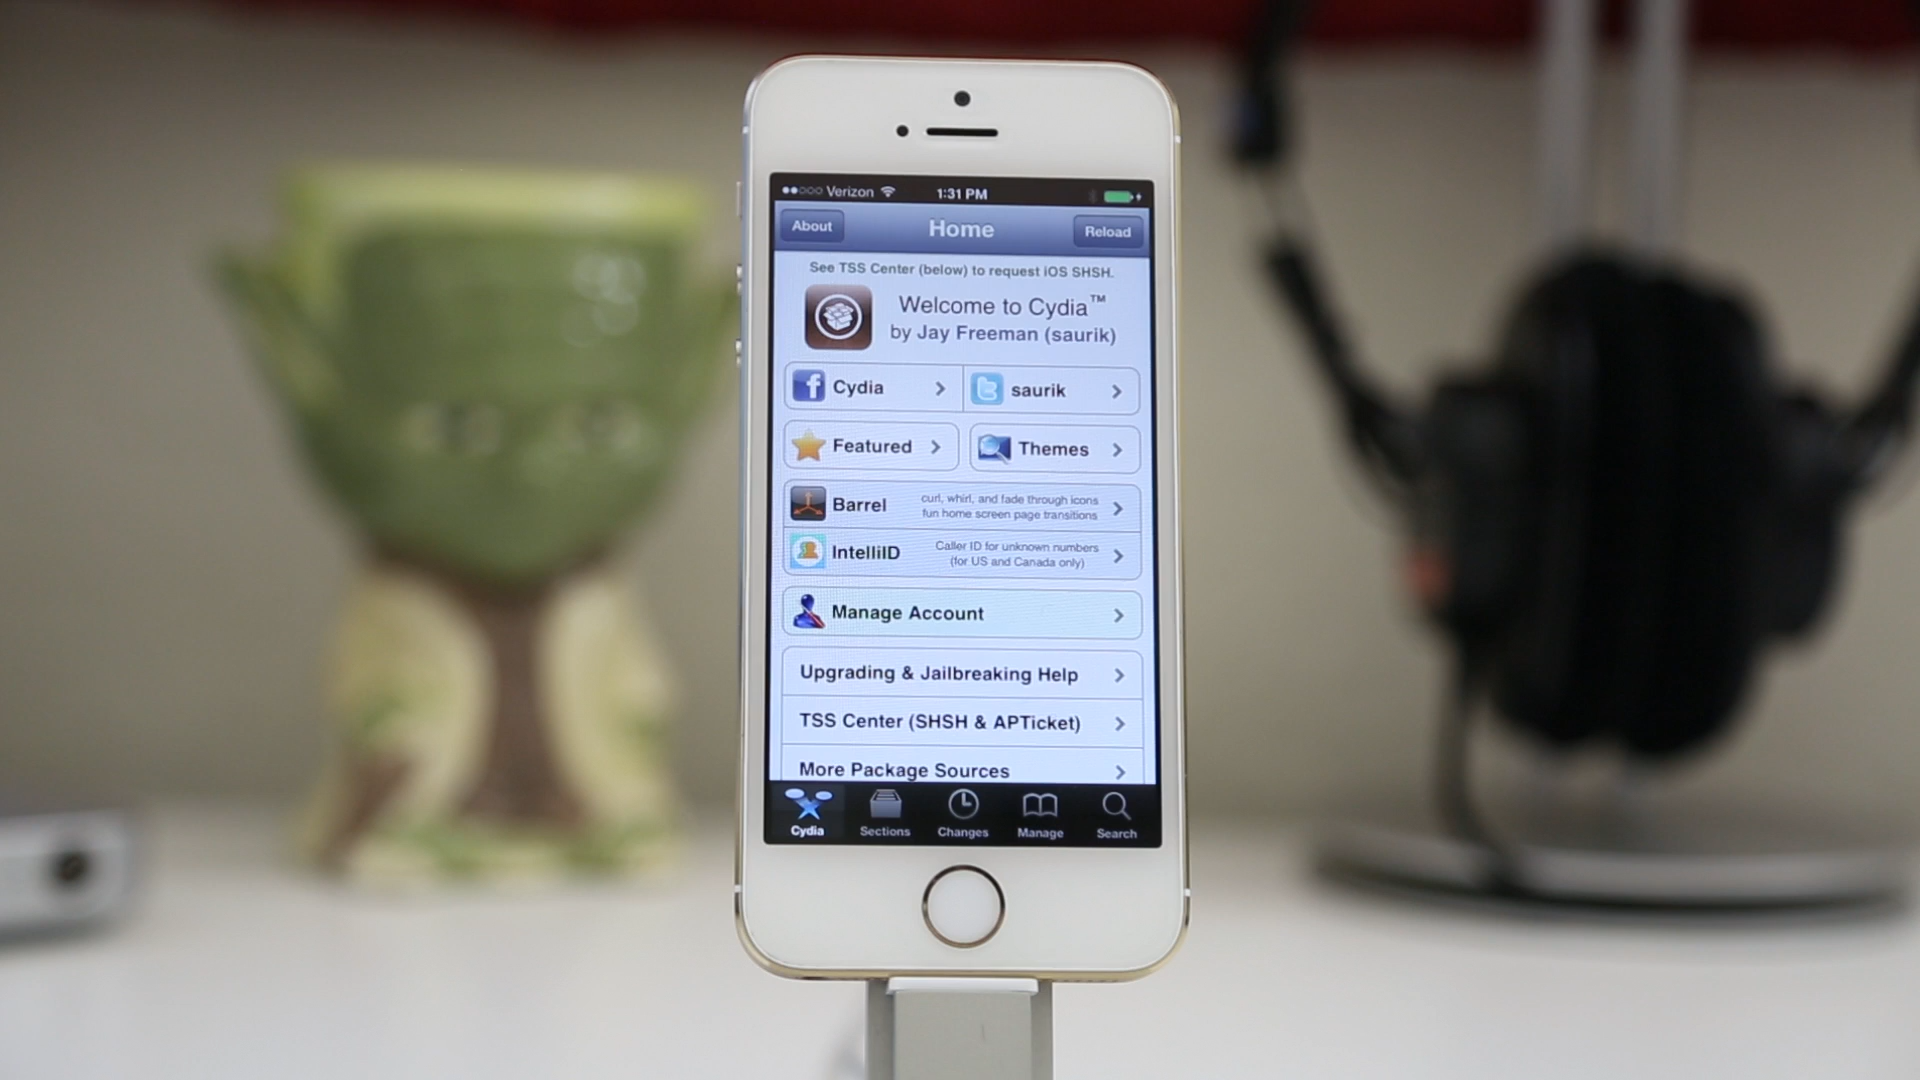 Verizon 1:31 PM
About Home Reload
See TSS Center (below) to request iOS SHSH.
Welcome to Cydia™
by Jay Freeman (saurik)
Cydia saurik
Featured Themes
Barrel curl, whirl, and fade through icons
fun home screen page transitions
IntelliID Caller ID for unknown numbers
(for US and Canada only)
Manage Account
Upgrading & Jailbreaking Help
TSS Center (SHSH & APTicket)
More Package Sources
Cydia Sections Changes Manage Search